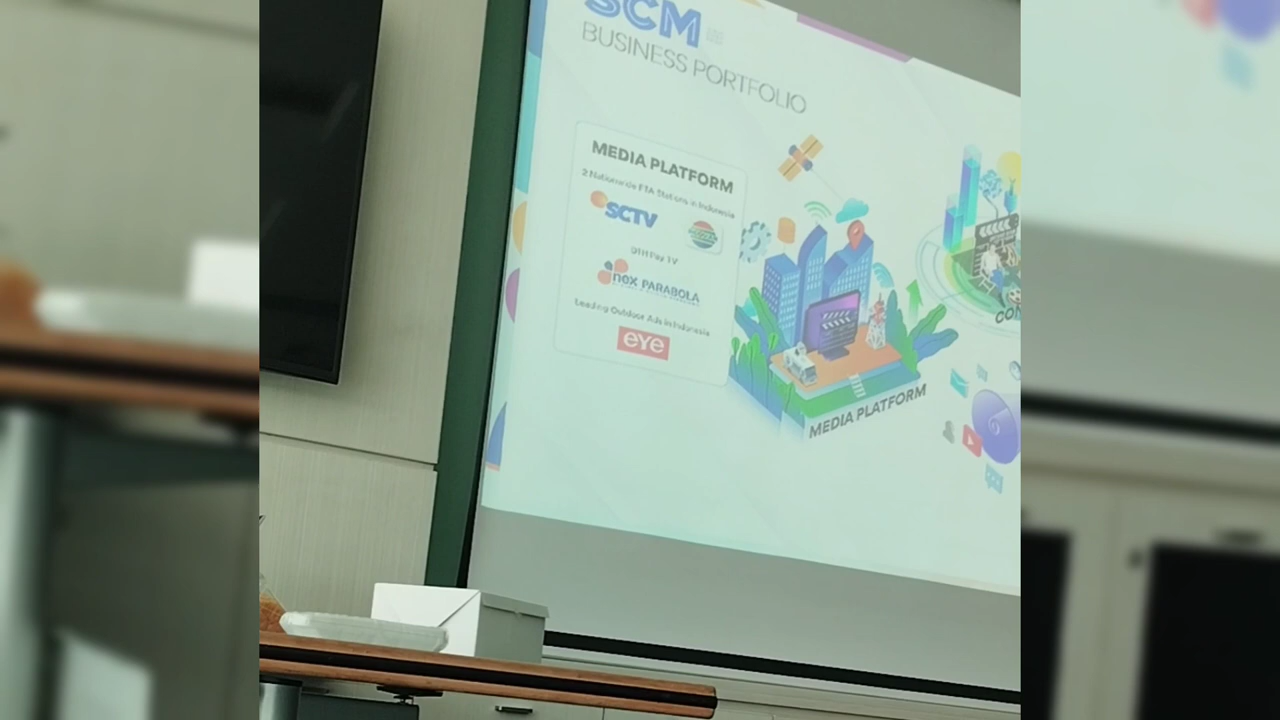 SCM
BUSINESS PORTFOLIO
MEDIA PLATFORM
2 Nationwide FTA Stations in Indonesia
SCTV
DTH Pay TV
nex PARABOLA
Leading Outdoor Ads in Indonesia
eye
MEDIA PLATFORM
CON